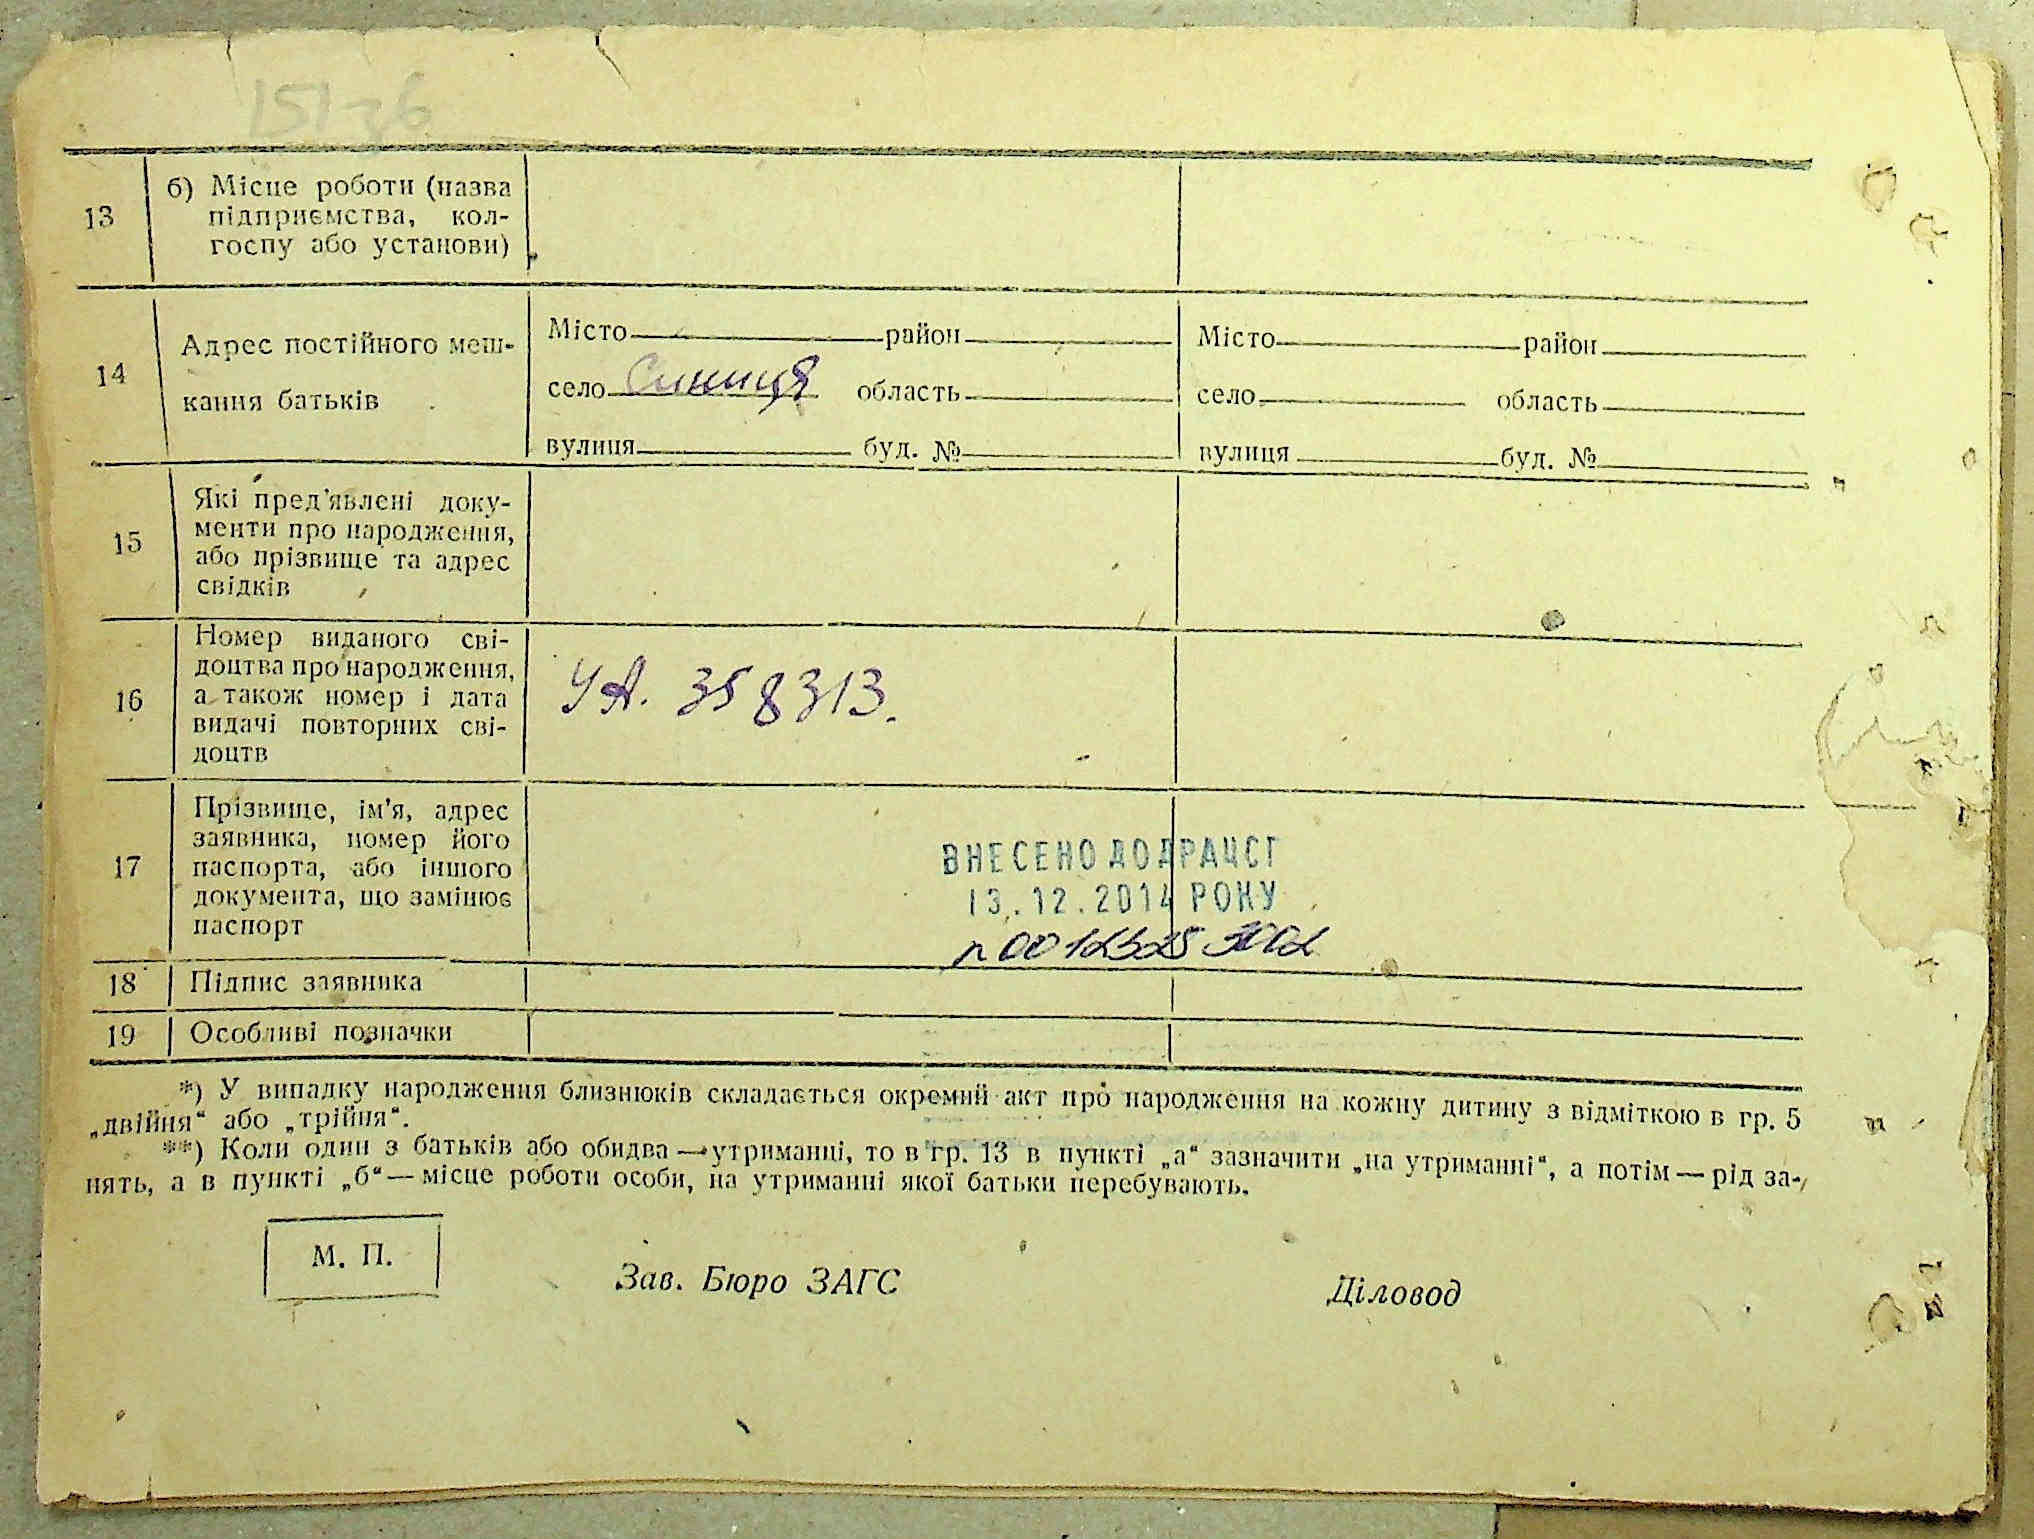 13
б) Місце роботи (назва
підприємства, кол-
госпу або установи)
14
Адрес постійного меш-
кання батьків
Місто район
село Синиця область
вулиця буд. №
Місто район
село область
вулиця буд. №
15
Які пред'явлені доку-
менти про народження,
або прізвище та адрес
свідків
16
Номер виданого сві-
доцтва про народження,
а також номер і дата
видачі повторних сві-
доцтв
УА. 358313.
17
Прізвище, ім'я, адрес
заявника, номер його
паспорта, або іншого
документа, що замінює
паспорт
ВНЕСЕНО ДО ДРАЦСГ
13.12.2014 РОКУ
18 Підпис заявника
19 Особливі позначки
*) У випадку народження близнюків складається окремий акт про народження на кожну дитину з відміткою в гр. 5
„двійня“ або „трійня“.
**) Коли один з батьків або обидва — утриманці, то в гр. 13 в пункті „а“ зазначити „на утриманні“, а потім — рід за-
нять, а в пункті „б“ — місце роботи особи, на утриманні якої батьки перебувають.
М. П.
Зав. Бюро ЗАГС
Діловод